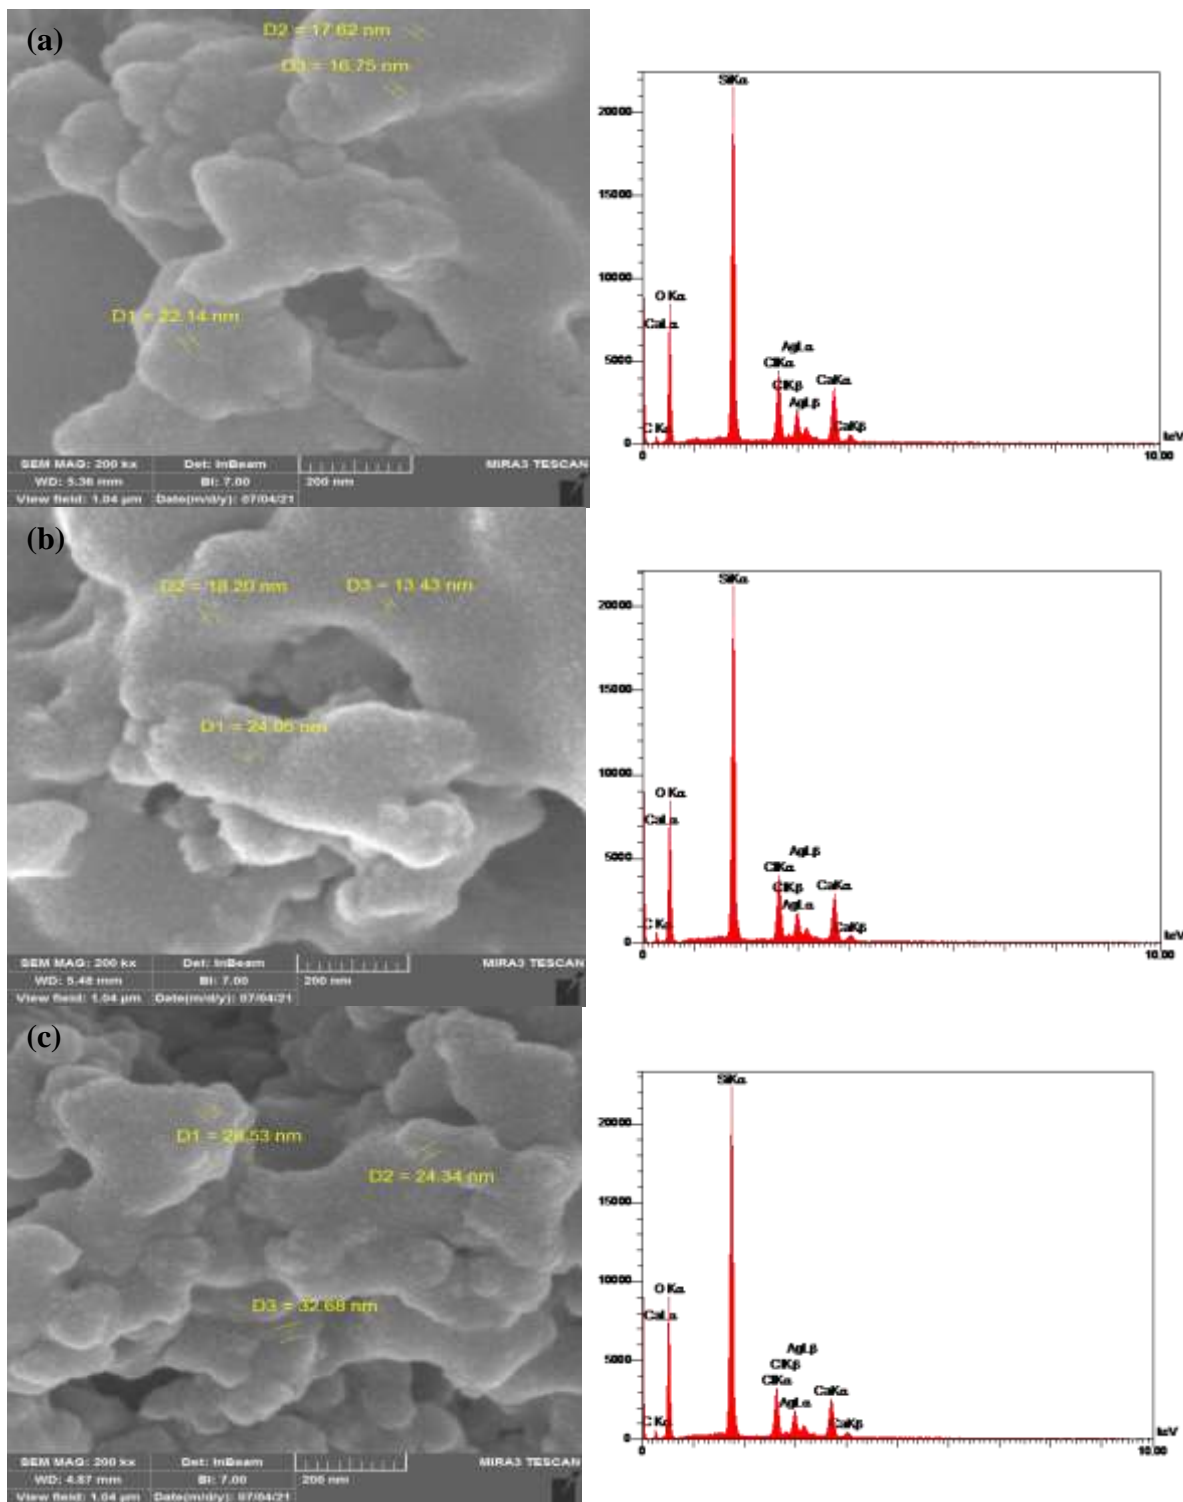 (a)
D2 = 17.62 nm
D3 = 16.75 nm
D1 = 22.14 nm
SEM MAG: 200 kx Det: InBeam MIRA3 TESCAN
WD: 5.36 mm BI: 7.00 200 nm
View field: 1.04 µm Date(m/d/y): 07/04/21
SiKα
20000
15000
10000
OKα
CaLα
AgLα
5000
ClKα
CaKα
ClKβ
AgLβ
CKα
CaKβ
keV
0
10.00
(b)
D2 = 18.20 nm D3 = 13.43 nm
D1 = 24.05 nm
SEM MAG: 200 kx Det: InBeam MIRA3 TESCAN
WD: 5.48 mm BI: 7.00 200 nm
View field: 1.04 µm Date(m/d/y): 07/04/21
SiKα
20000
15000
10000
OKα
CaLα
AgLβ
5000
ClKα
ClKβ
CaKα
AgLα
CKα
CaKβ
keV
0
10.00
(c)
D1 = 28.53 nm
D2 = 24.34 nm
D3 = 32.68 nm
SEM MAG: 200 kx Det: InBeam MIRA3 TESCAN
WD: 4.87 mm BI: 7.00 200 nm
View field: 1.04 µm Date(m/d/y): 07/04/21
SiKα
20000
15000
10000
OKα
CaLα
AgLβ
5000
ClKβ
ClKα
CaKα
AgLα
CKα
CaKβ
keV
0
10.00